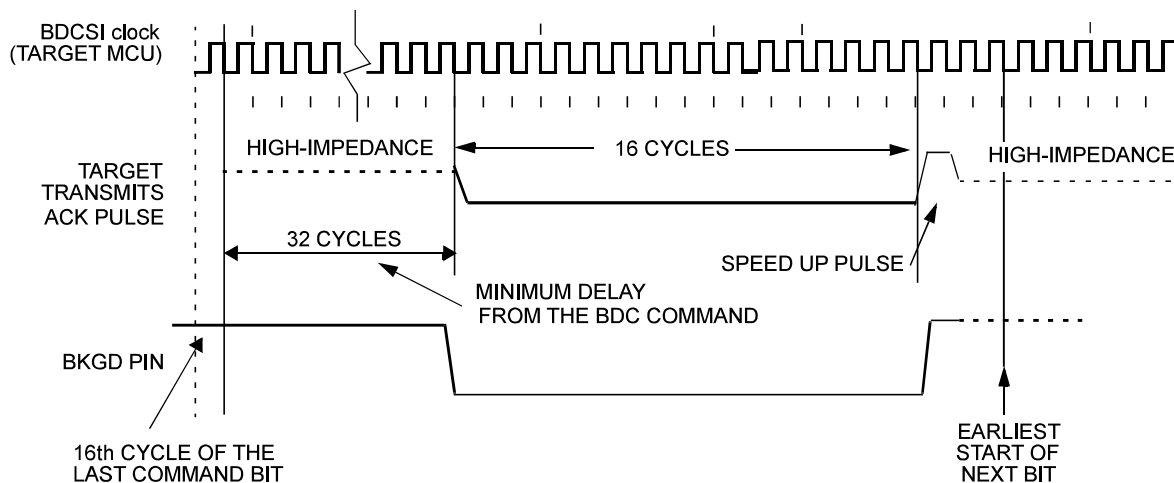 BDCSI clock
(TARGET MCU)
HIGH-IMPEDANCE
16 CYCLES
HIGH-IMPEDANCE
TARGET
TRANSMITS
ACK PULSE
32 CYCLES
SPEED UP PULSE
MINIMUM DELAY
FROM THE BDC COMMAND
BKGD PIN
16th CYCLE OF THE
LAST COMMAND BIT
EARLIEST
START OF
NEXT BIT